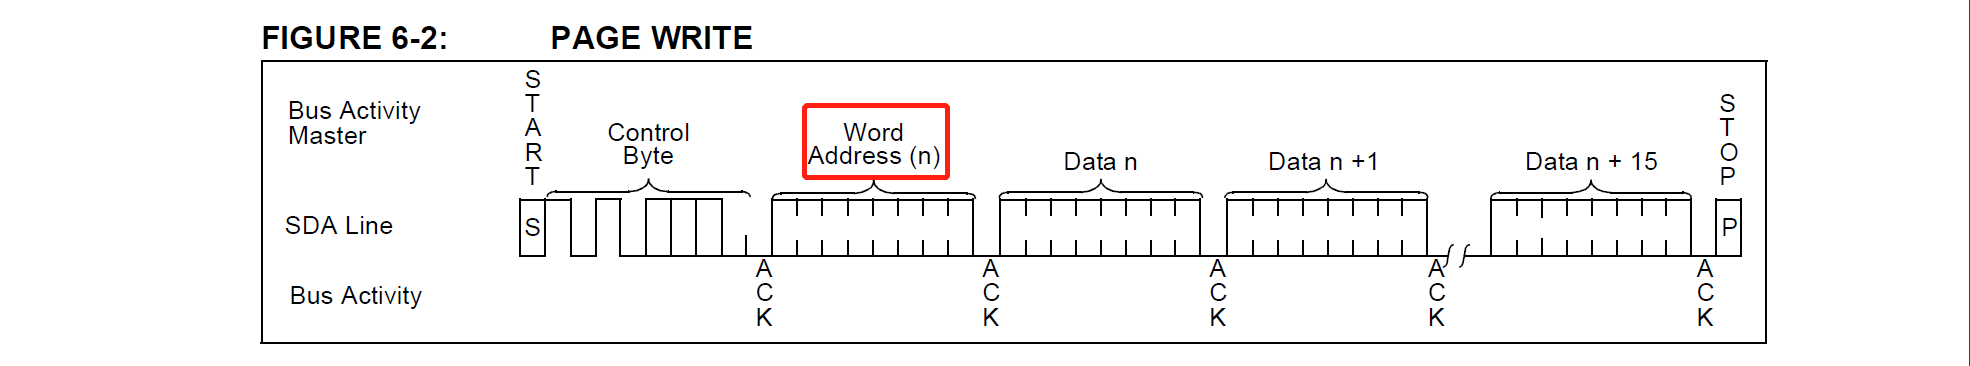 FIGURE 6-2: PAGE WRITE
Bus Activity
Master
START
Control
Byte
Word
Address (n)
Data n
Data n +1
Data n + 15
STOP
SDA Line
S
P
Bus Activity
ACK
ACK
ACK
ACK
ACK